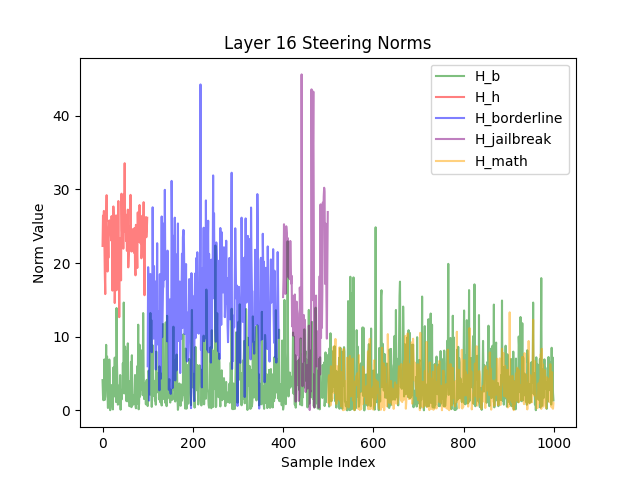 Layer 16 Steering Norms
H_b
H_h
H_borderline
H_jailbreak
H_math
Norm Value
40
30
20
10
0
0
200
400
600
800
1000
Sample Index